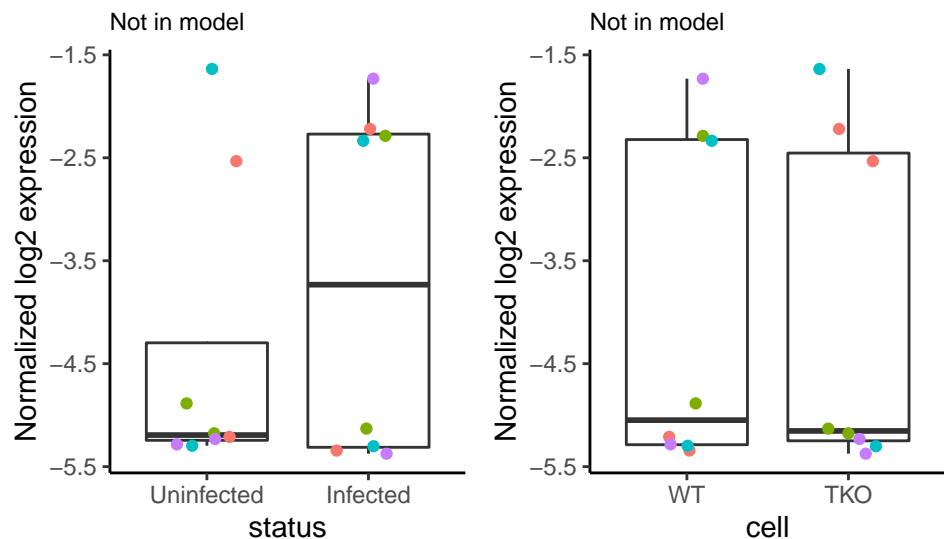 Not in model
Normalized log2 expression
−1.5
−2.5
−3.5
−4.5
−5.5
Uninfected
Infected
status
Not in model
Normalized log2 expression
−1.5
−2.5
−3.5
−4.5
−5.5
WT
TKO
cell